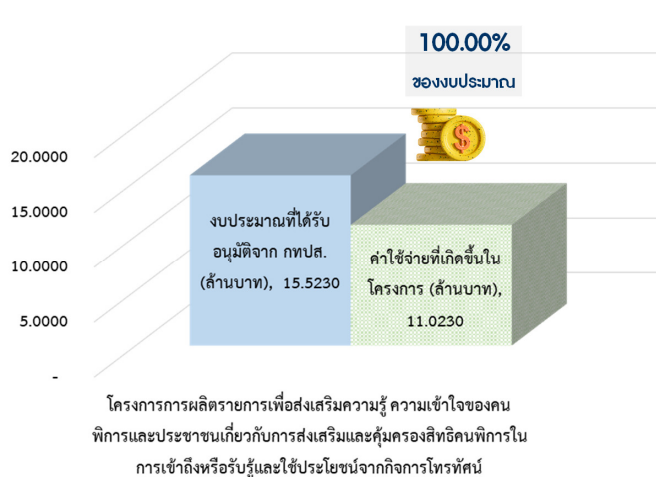 100.00%
ของงบประมาณ
20.0000
15.0000
10.0000
5.0000
-
งบประมาณที่ได้รับ
อนุมัติจาก กทปส.
(ล้านบาท), 15.5230
ค่าใช้จ่ายที่เกิดขึ้นใน
โครงการ (ล้านบาท),
11.0230
โครงการการผลิตรายการเพื่อส่งเสริมความรู้ ความเข้าใจของคน
พิการและประชาชนเกี่ยวกับการส่งเสริมและคุ้มครองสิทธิคนพิการใน
การเข้าถึงหรือรับรู้และใช้ประโยชน์จากกิจการโทรทัศน์